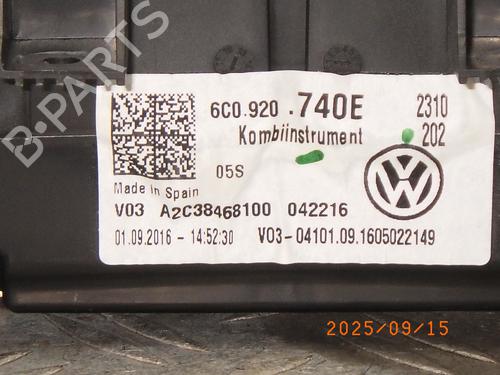 B-PARTS
6C0.920 .740E 2310
Kombiinstrument 202
05S
Made in Spain
V03 A2C38468100 042216
01.09.2016 - 14:52:30 V03-04101.09.1605022149
2025/09/15